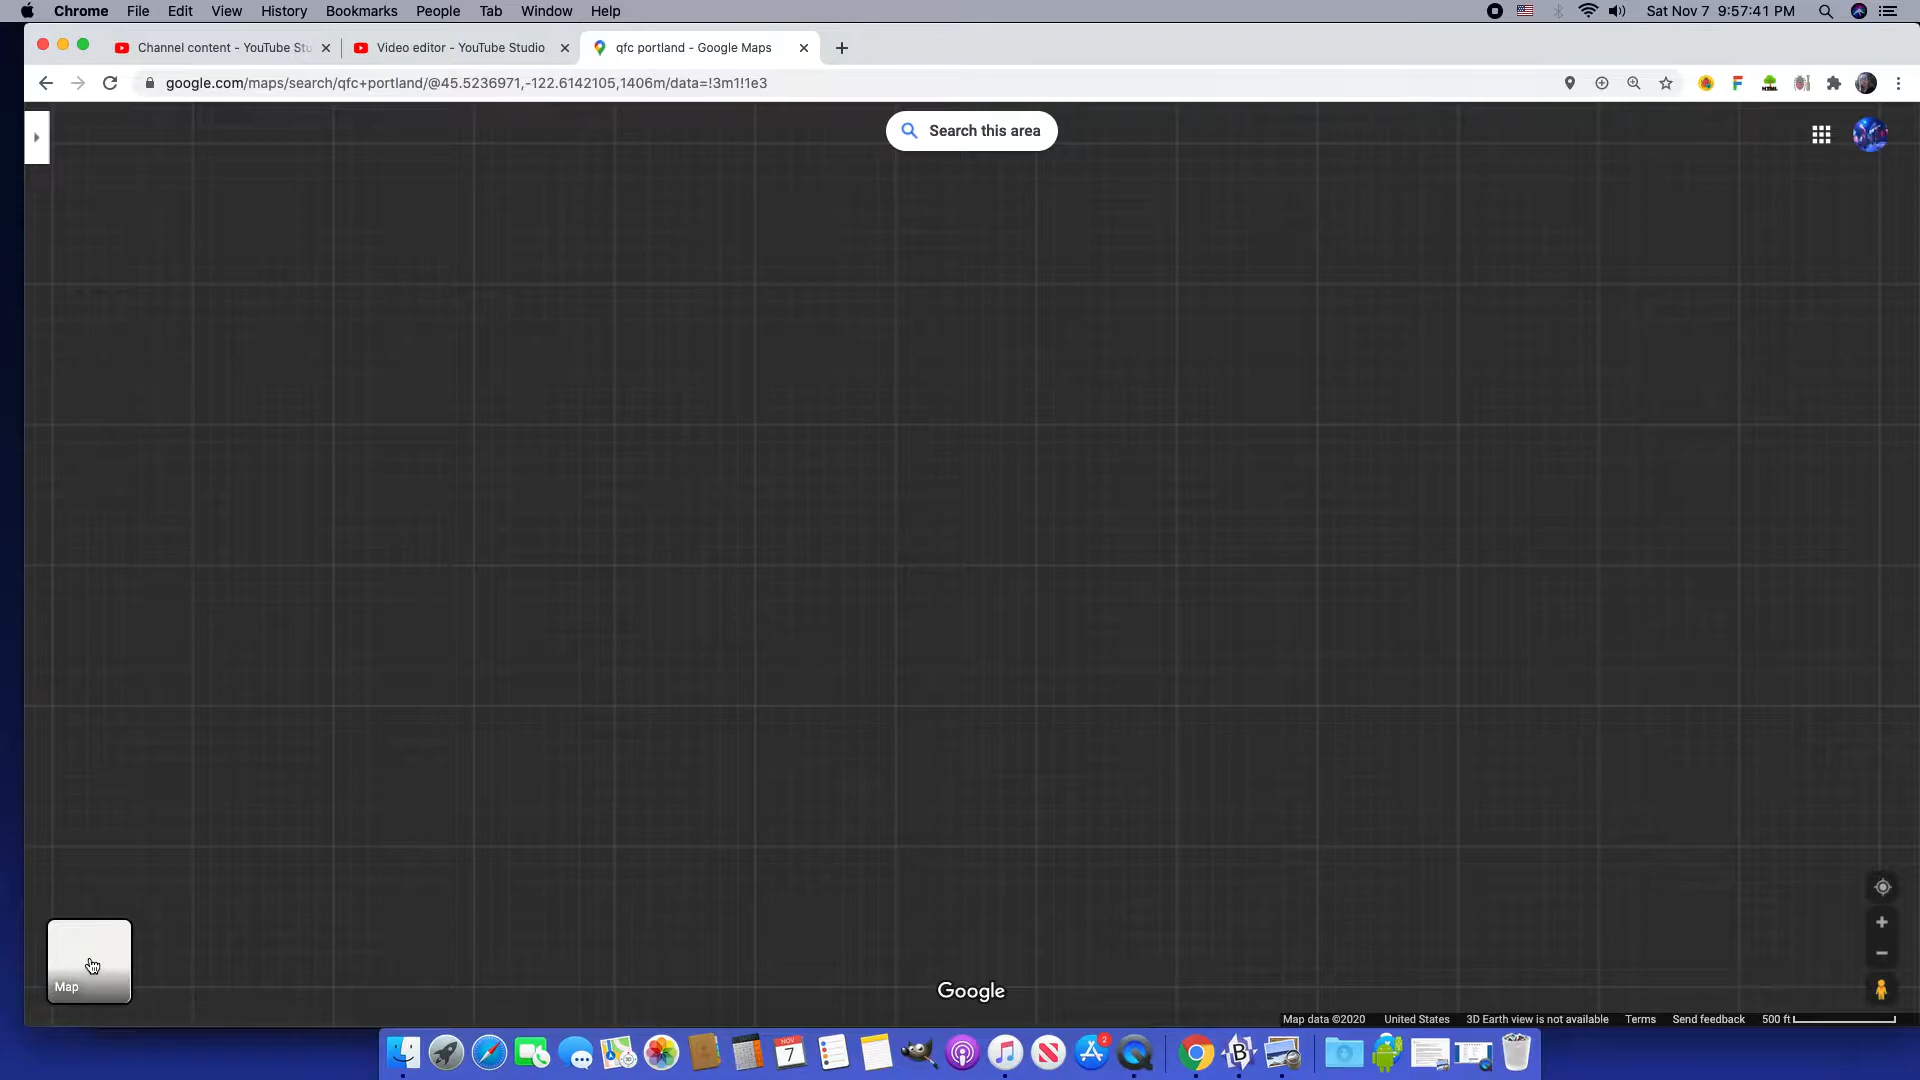 Chrome File Edit View History Bookmarks People Tab Window Help Sat Nov 7 9:57:41 PM
Channel content - YouTube Stu Video editor - YouTube Studio qfc portland - Google Maps
google.com/maps/search/qfc+portland/@45.5236971,-122.6142105,1406m/data=!3m1!1e3
Search this area
Map
Google
Map data ©2020 United States 3D Earth view is not available Terms Send feedback 500 ft
NOV
7
2